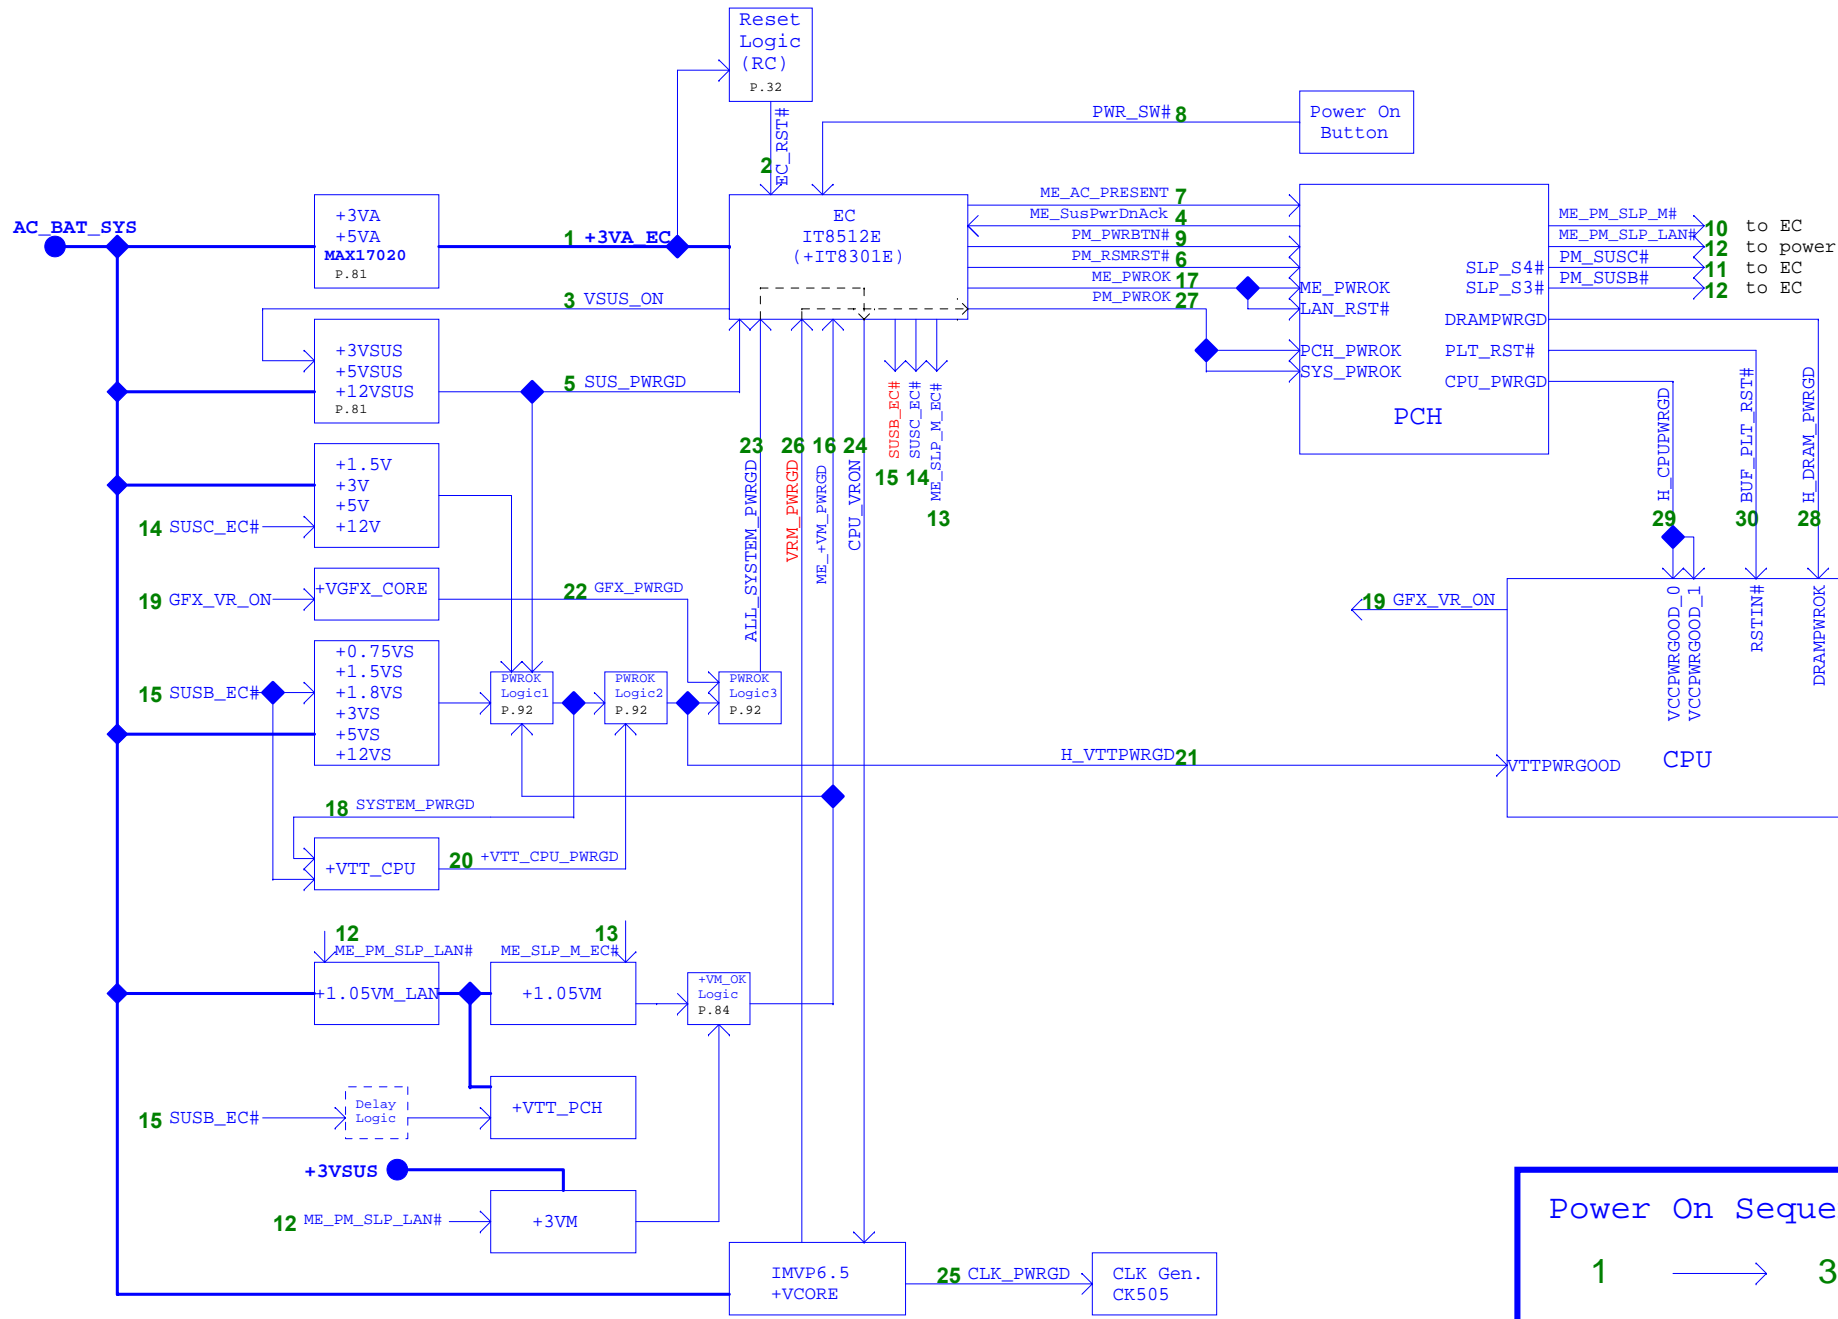 Reset
Logic
(RC)
P.32
EC_RST#
2
PWR_SW# 8
Power On
Button
AC_BAT_SYS
+3VA
+5VA
MAX17020
P.81
1 +3VA_EC
EC
IT8512E
(+IT8301E)
ME_AC_PRESENT 7
ME_SusPwrDnAck 4
PM_PWRBTN# 9
PM_RSMRST# 6
ME_PWROK 17
PM_PWROK 27
ME_PWROK
LAN_RST#
PCH_PWROK
SYS_PWROK
PCH
SLP_S4#
SLP_S3#
DRAMPWRGD
PLT_RST#
CPU_PWRGD
ME_PM_SLP_M# 10 to EC
ME_PM_SLP_LAN# 12 to power
PM_SUSC# 11 to EC
PM_SUSB# 12 to EC
3 VSUS_ON
+3VSUS
+5VSUS
+12VSUS
P.81
5 SUS_PWRGD
+1.5V
+3V
+5V
+12V
14 SUSC_EC#
23
ALL_SYSTEM_PWRGD
26
VRM_PWRGD
16
ME_+VM_PWRGD
24
CPU_VRON
SUSB_EC#
15
SUSC_EC#
14
ME_SLP_M_EC#
13
H_CPUPWRGD
29
BUF_PLT_RST#
30
H_DRAM_PWRGD
28
19 GFX_VR_ON
+VGFX_CORE
22 GFX_PWRGD
19 GFX_VR_ON
VCCPWRGOOD_0
VCCPWRGOOD_1
RSTIN#
DRAMPWROK
VTTPWRGOOD
CPU
15 SUSB_EC#
+0.75VS
+1.5VS
+1.8VS
+3VS
+5VS
+12VS
PWROK
Logic1
P.92
PWROK
Logic2
P.92
PWROK
Logic3
P.92
H_VTTPWRGD 21
18 SYSTEM_PWRGD
+VTT_CPU
20 +VTT_CPU_PWRGD
12
ME_PM_SLP_LAN#
13
ME_SLP_M_EC#
+1.05VM_LAN
+1.05VM
+VM_OK
Logic
P.84
15 SUSB_EC#
Delay
Logic
+VTT_PCH
+3VSUS
12 ME_PM_SLP_LAN#
+3VM
IMVP6.5
+VCORE
25 CLK_PWRGD
CLK Gen.
CK505
Power On Seque
1 3